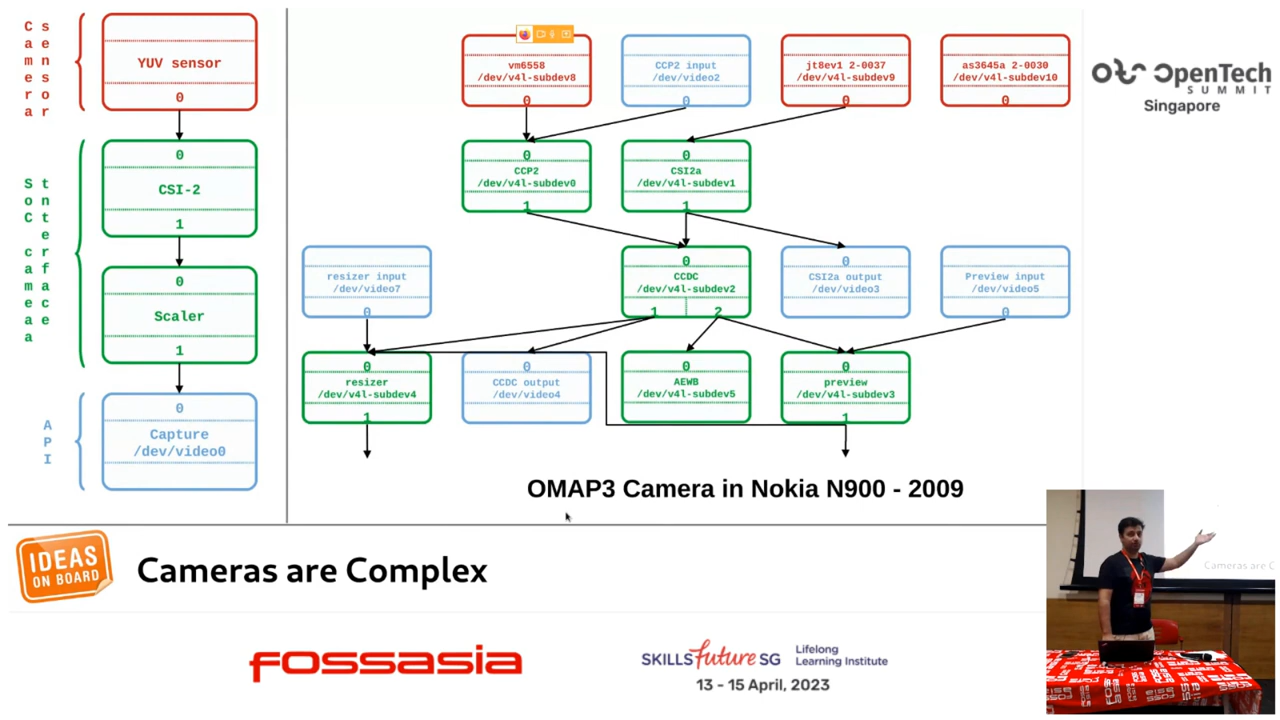 Camera sensor
YUV sensor
0
SoC camaea
tnterface
0
CSI-2
1
0
Scaler
1
API
0
Capture
/dev/video0
vm6558
/dev/v4l-subdev8
0
CCP2 input
/dev/video2
0
jt8ev1 2-0037
/dev/v4l-subdev9
0
as3645a 2-0030
/dev/v4l-subdev10
0
0
CCP2
/dev/v4l-subdev0
1
0
CSI2a
/dev/v4l-subdev1
1
resizer input
/dev/video7
0
0
CCDC
/dev/v4l-subdev2
1 2
0
CSI2a output
/dev/video3
Preview input
/dev/video5
0
0
resizer
/dev/v4l-subdev4
1
0
CCDC output
/dev/video4
0
AEWB
/dev/v4l-subdev5
0
preview
/dev/v4l-subdev3
1
OMAP3 Camera in Nokia N900 - 2009
OpenTech
SUMMIT
Singapore
IDEAS
ON BOARD
Cameras are Complex
Cameras are C
FOSSASIA
SKILLS future SG
Lifelong
Learning Institute
13 - 15 April, 2023